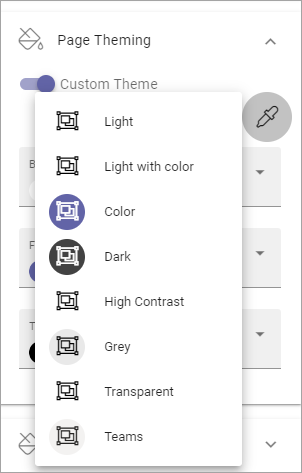 Page Theming
Custom Theme
Light
Light with color
Color
Dark
High Contrast
Grey
Transparent
Teams